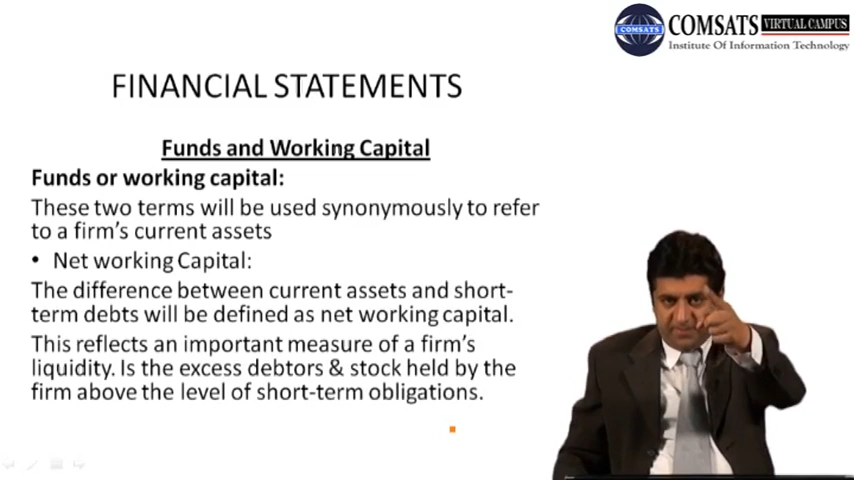 COMSATS VIRTUAL CAMPUS
COMSATS
Institute Of Information Technology
FINANCIAL STATEMENTS
Funds and Working Capital
Funds or working capital:
These two terms will be used synonymously to refer
to a firm's current assets
• Net working Capital:
The difference between current assets and short-
term debts will be defined as net working capital.
This reflects an important measure of a firm's
liquidity. Is the excess debtors & stock held by the
firm above the level of short-term obligations.